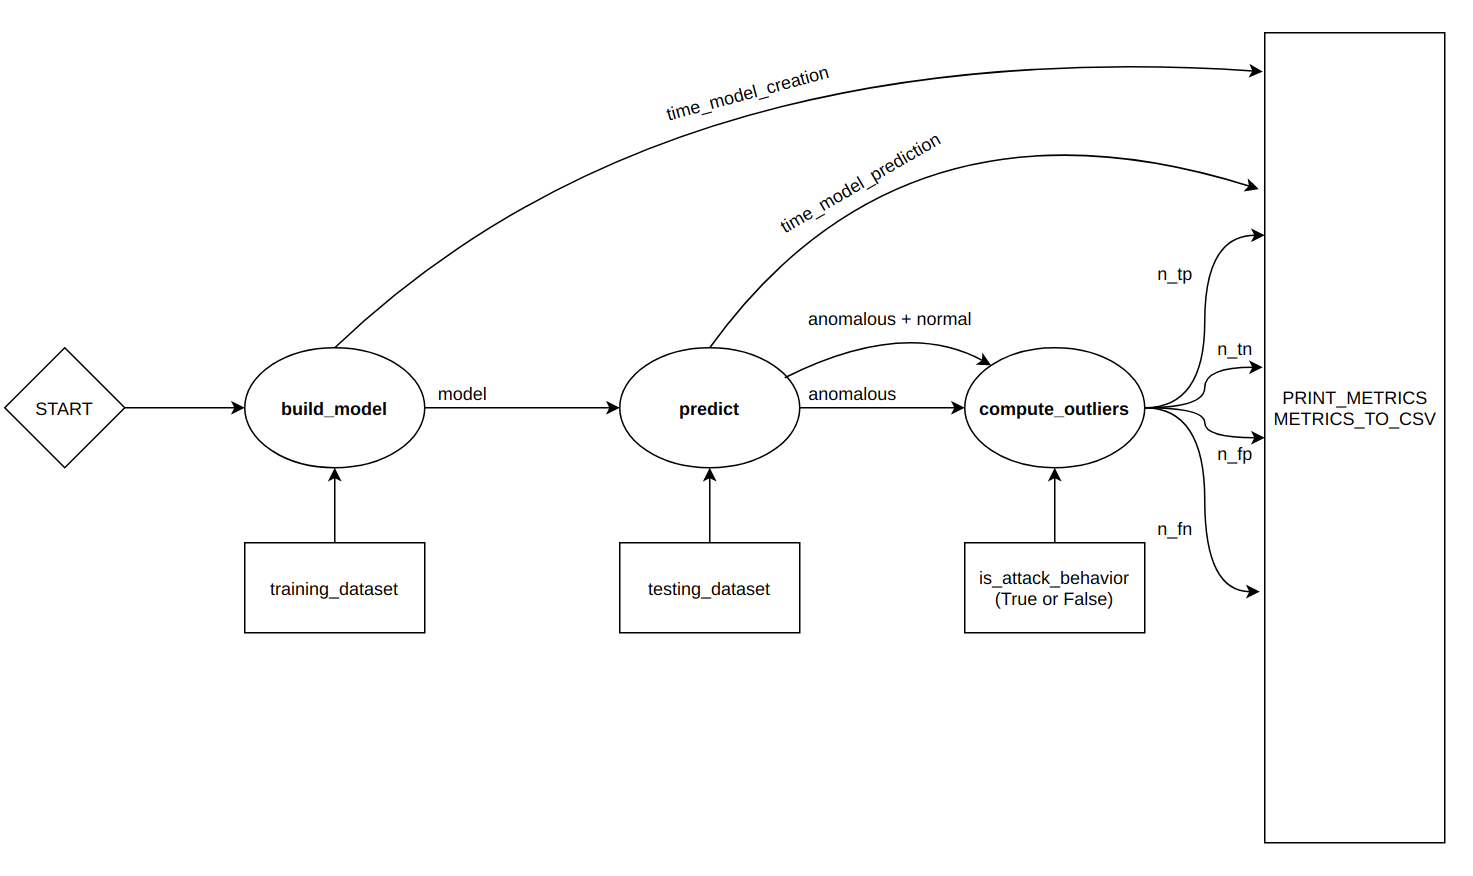 time_model_creation
time_model_prediction
n_tp
anomalous + normal
n_tn
START
build_model
model
predict
anomalous
compute_outliers
PRINT_METRICS
METRICS_TO_CSV
n_fp
n_fn
training_dataset
testing_dataset
is_attack_behavior
(True or False)